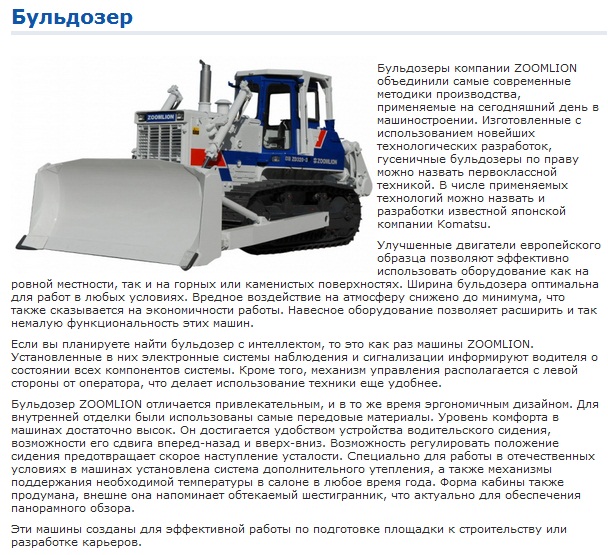 Бульдозер
ZOOMLION
ZOOMLION
Бульдозеры компании ZOOMLION
объединили самые современные
методики производства,
применяемые на сегодняшний день в
машиностроении. Изготовленные с
использованием новейших
технологических разработок,
гусеничные бульдозеры по праву
можно назвать первоклассной
техникой. В числе применяемых
технологий можно назвать и
разработки известной японской
компании Komatsu.
Улучшенные двигатели европейского
образца позволяют эффективно
использовать оборудование как на
ровной местности, так и на горных или каменистых поверхностях. Ширина бульдозера оптимальна
для работ в любых условиях. Вредное воздействие на атмосферу снижено до минимума, что
также сказывается на экономичности работы. Навесное оборудование позволяет расширить и так
немалую функциональность этих машин.
Если вы планируете найти бульдозер с интеллектом, то это как раз машины ZOOMLION.
Установленные в них электронные системы наблюдения и сигнализации информируют водителя о
состоянии всех компонентов системы. Кроме того, механизм управления располагается с левой
стороны от оператора, что делает использование техники еще удобнее.
Бульдозер ZOOMLION отличается привлекательным, и в то же время эргономичным дизайном. Для
внутренней отделки были использованы самые передовые материалы. Уровень комфорта в
машинах достаточно высок. Он достигается удобством устройства водительского сидения,
возможности его сдвига вперед-назад и вверх-вниз. Возможность регулировать положение
сидения предотвращает скорое наступление усталости. Специально для работы в отечественных
условиях в машинах установлена система дополнительного утепления, а также механизмы
поддержания необходимой температуры в салоне в любое время года. Форма кабины также
продумана, внешне она напоминает обтекаемый шестигранник, что актуально для обеспечения
панорамного обзора.
Эти машины созданы для эффективной работы по подготовке площадки к строительству или
разработке карьеров.